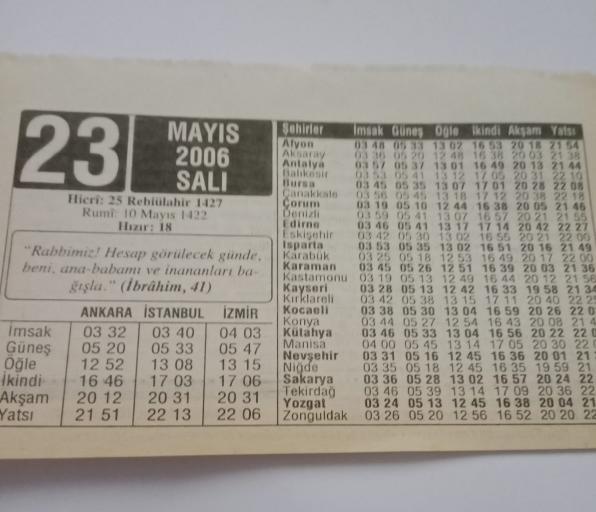 23
MAYIS
2006
SALI
Hicrî: 25 Rebiülahir 1427
Rumî: 10 Mayıs 1422
Hızır: 18
"Rabbimiz! Hesap görülecek günde,
beni, ana-babamı ve inananları ba-
ğışla." (İbrâhim, 41)
ANKARA İSTANBUL İZMİR
İmsak 03 32 03 40 04 03
Güneş 05 20 05 33 05 47
Öğle 12 52 13 08 13 15
İkindi 16 46 17 03 17 06
Akşam 20 12 20 31 20 31
Yatsı 21 51 22 13 22 06
Şehirler İmsak Güneş Öğle İkindi Akşam Yatsı
Afyon 03 48 05 33 13 02 16 53 20 18 21 54
Aksaray 03 36 05 20 12 48 16 38 20 03 21 38
Antalya 03 57 05 37 13 01 16 49 20 13 21 44
Balıkesir 03 53 05 41 13 12 17 05 20 31 22 10
Bursa 03 45 05 35 13 07 17 01 20 28 22 08
Çanakkale 03 56 05 45 13 18 17 12 20 38 22 18
Çorum 03 19 05 10 12 44 16 38 20 05 21 46
Denizli 03 59 05 41 13 07 16 57 20 21 21 55
Edirne 03 46 05 41 13 17 17 14 20 42 22 27
Eskişehir 03 42 05 30 13 02 16 55 20 21 22 00
Isparta 03 53 05 35 13 02 16 51 20 16 21 49
Karabük 03 25 05 18 12 53 16 49 20 17 22 00
Karaman 03 45 05 26 12 51 16 39 20 03 21 36
Kastamonu 03 19 05 13 12 49 16 44 20 12 21 56
Kayseri 03 28 05 13 12 42 16 33 19 58 21 34
Kırklareli 03 42 05 38 13 15 17 11 20 40 22
Kocaeli 03 38 05 30 13 04 16 59 20 26 22
Konya 03 44 05 27 12 54 16 43 20 08 21
Kütahya 03 46 05 33 13 04 16 56 20 22 22
Manisa 04 00 05 45 13 14 17 05 20 30 22
Nevşehir 03 31 05 16 12 45 16 36 20 01 21
Niğde 03 35 05 18 12 45 16 35 19 59 21
Sakarya 03 36 05 28 13 02 16 57 20 24 22
Tekirdağ 03 46 05 39 13 14 17 09 20 36 22
Yozgat 03 24 05 13 12 45 16 38 20 04 21
Zonguldak 03 26 05 20 12 56 16 52 20 20 22